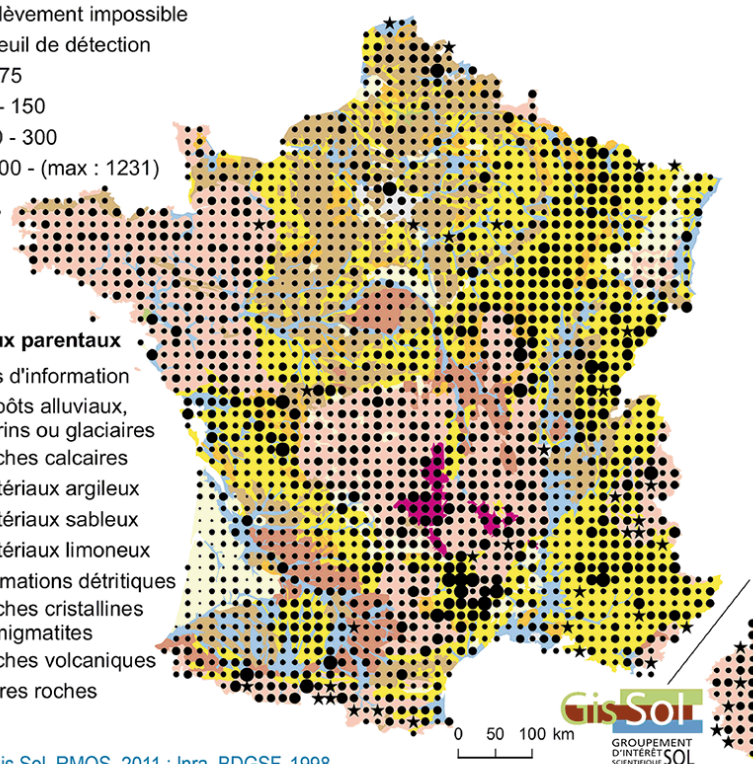 lèvement impossible
euil de détection
75
- 150
0 - 300
00 - (max : 1231)
ux parentaux
s d'information
pôts alluviaux,
rins ou glaciaires
ches calcaires
tériaux argileux
tériaux sableux
tériaux limoneux
mations détritiques
ches cristallines
nigmatites
ches volcaniques
res roches
0 50 100 km
Gis Sol
GROUPEMENT
D'INTÉRÊT
SCIENTIFIQUE SOL
is Sol, RMQS, 2011 ; Inra, BDGSF, 1998